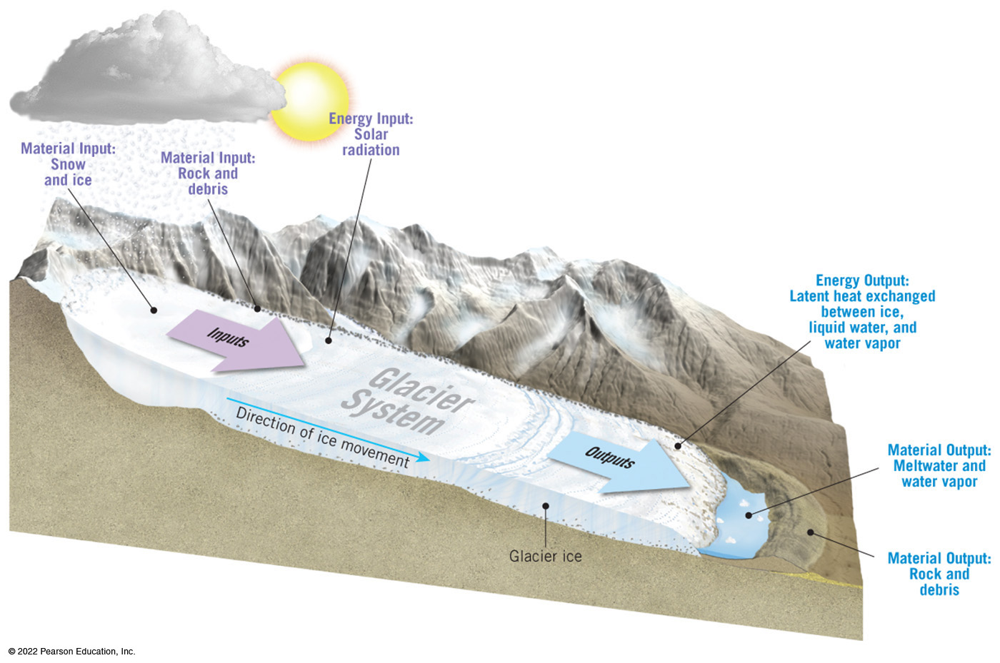 Energy Input:
Solar
radiation
Material Input:
Snow
and ice
Material Input:
Rock and
debris
Inputs
Glacier
System
Direction of ice movement
Outputs
Glacier ice
Energy Output:
Latent heat exchanged
between ice,
liquid water, and
water vapor
Material Output:
Meltwater and
water vapor
Material Output:
Rock and
debris
© 2022 Pearson Education, Inc.